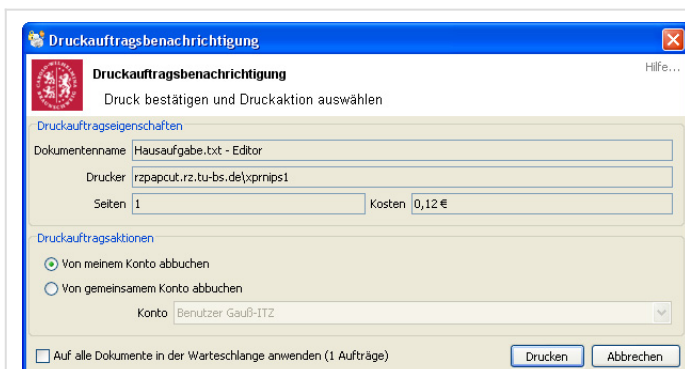 Druckauftragsbenachrichtigung
Druckauftragsbenachrichtigung
Hilfe...
Druck bestätigen und Druckaktion auswählen
Druckauftragseigenschaften
Dokumentenname Hausaufgabe.txt - Editor
Drucker rzpapcut.rz.tu-bs.de\xprnips1
Seiten 1 Kosten 0,12 €
Druckauftragsaktionen
Von meinem Konto abbuchen
Von gemeinsamem Konto abbuchen
Konto Benutzer Gauß-ITZ
Auf alle Dokumente in der Warteschlange anwenden (1 Aufträge) Drucken Abbrechen